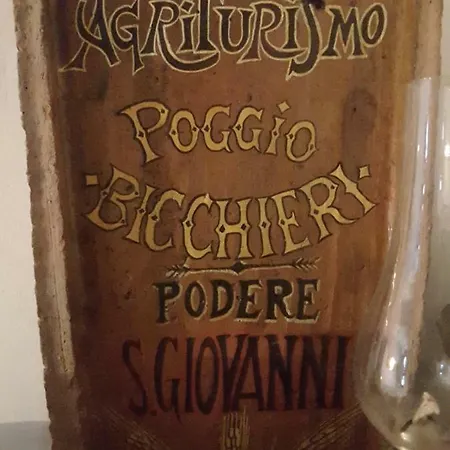 AGRITURISMO
POGGIO
·BICCHIERI·
PODERE
S.GIOVANNI